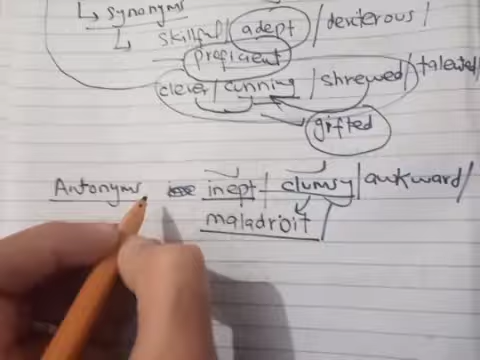 ↳ synonyms
↳ skillful / adept / dexterous /
proficient
clever / cunning / shrewed / talented /
gifted
Antonyms inept / clumsy / awkward /
maladroit /